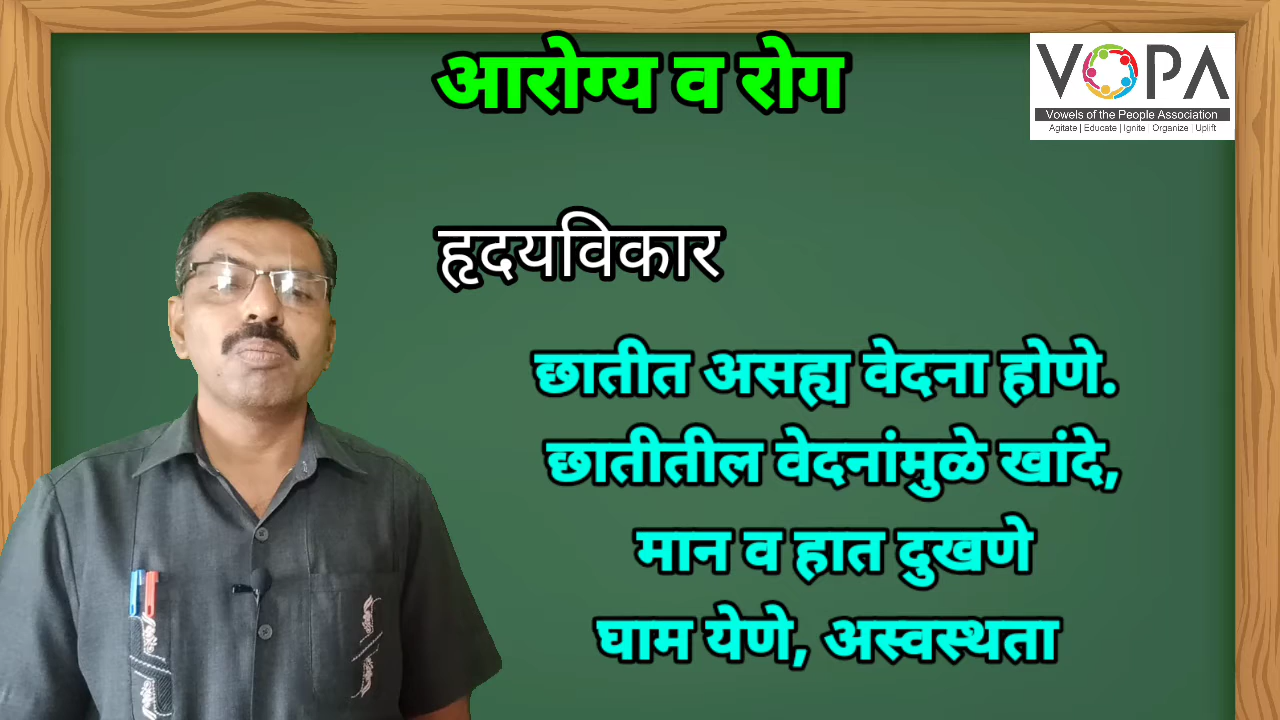 आरोग्य व रोग
VOPA
Vowels of the People Association
Agitate | Educate | Ignite | Organize | Uplift
हृदयविकार
छातीत असह्य वेदना होणे.
छातीतील वेदनांमुळे खांदे,
मान व हात दुखणे
घाम येणे, अस्वस्थता